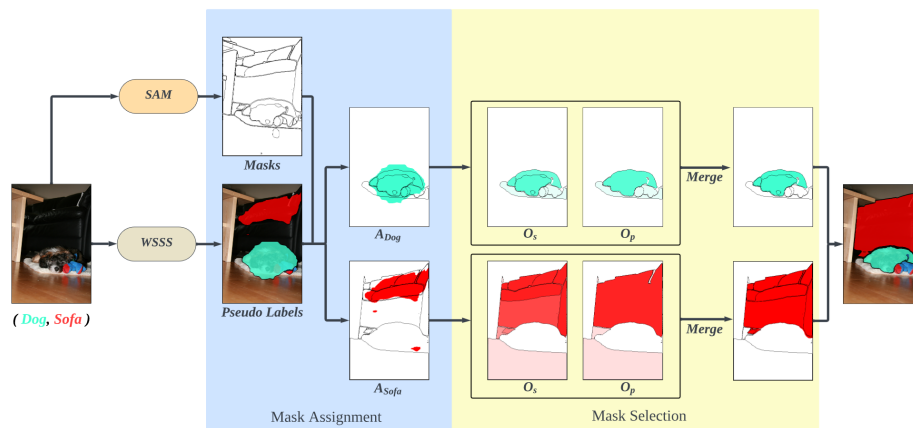 SAM
Masks
WSSS
Pseudo Labels
( Dog, Sofa )
A_Dog
A_Sofa
O_s
O_p
Merge
O_s
O_p
Merge
Mask Assignment
Mask Selection